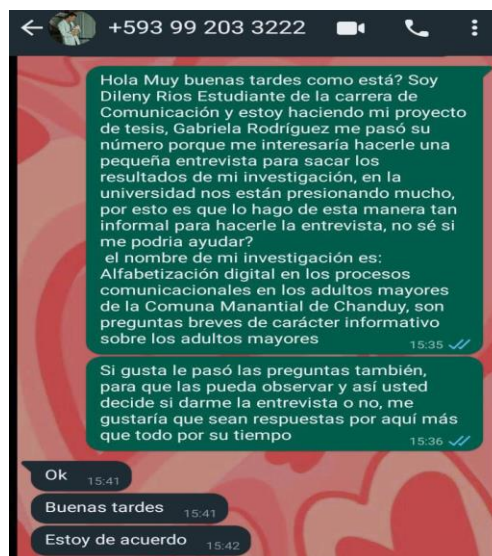 +593 99 203 3222
Hola Muy buenas tardes como está? Soy
Dileny Rios Estudiante de la carrera de
Comunicación y estoy haciendo mi proyecto
de tesis, Gabriela Rodríguez me pasó su
número porque me interesaría hacerle una
pequeña entrevista para sacar los
resultados de mi investigación, en la
universidad nos están presionando mucho,
por esto es que lo hago de esta manera tan
informal para hacerle la entrevista, no sé si
me podria ayudar?
el nombre de mi investigación es:
Alfabetización digital en los procesos
comunicacionales en los adultos mayores
de la Comuna Manantial de Chanduy, son
preguntas breves de carácter informativo
sobre los adultos mayores
15:35
Si gusta le pasó las preguntas también,
para que las pueda observar y así usted
decide si darme la entrevista o no, me
gustaría que sean respuestas por aquí más
que todo por su tiempo
15:36
Ok 15:41
Buenas tardes 15:41
Estoy de acuerdo 15:42